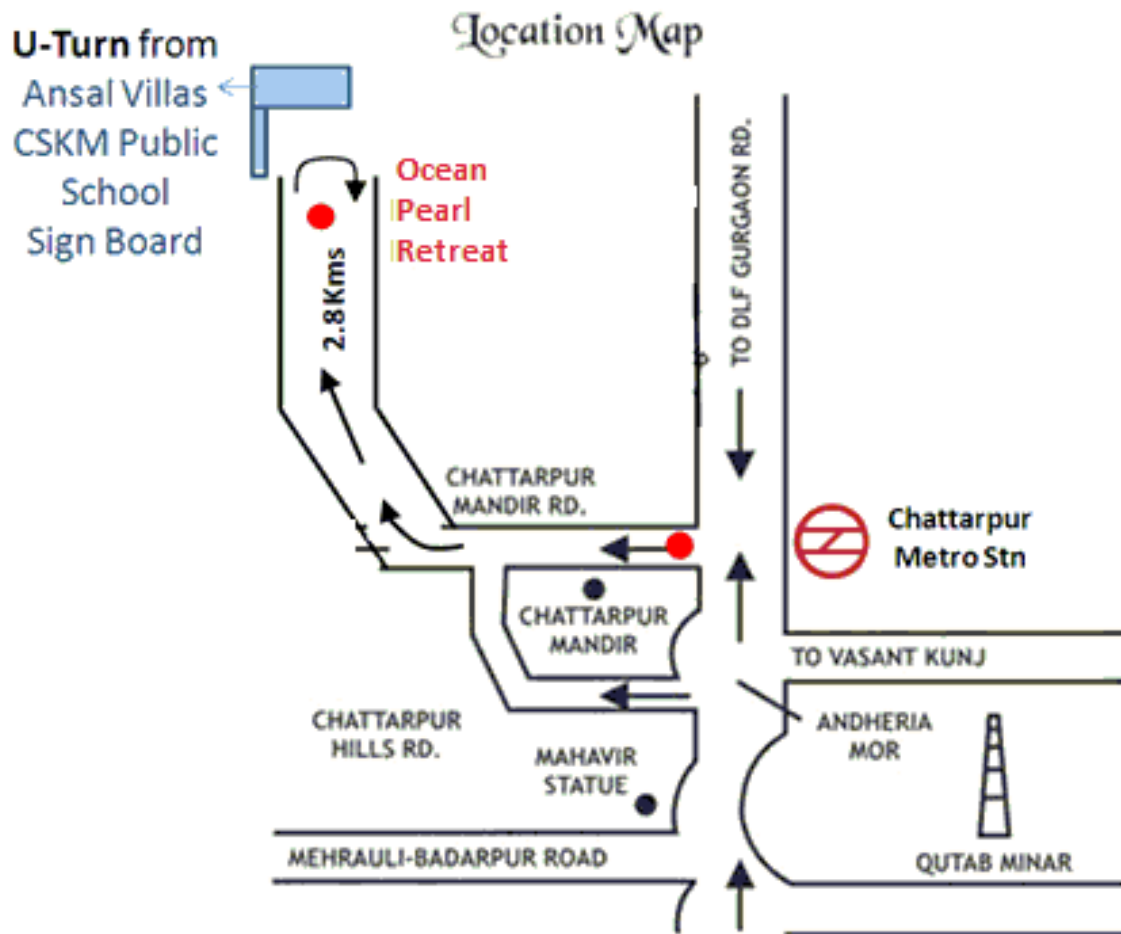 Location Map
U-Turn from
Ansal Villas
CSKM Public
School
Sign Board
Ocean
Pearl
Retreat
2.8Kms
TO DLF GURGAON RD.
CHATTARPUR
MANDIR RD.
Chattarpur
Metro Stn
CHATTARPUR
MANDIR
TO VASANT KUNJ
ANDHERIA
MOR
CHATTARPUR
HILLS RD.
MAHAVIR
STATUE
MEHRAULI-BADARPUR ROAD
QUTAB MINAR